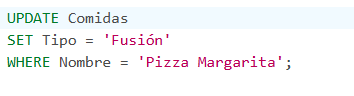 UPDATE Comidas
SET Tipo = 'Fusión'
WHERE Nombre = 'Pizza Margarita';